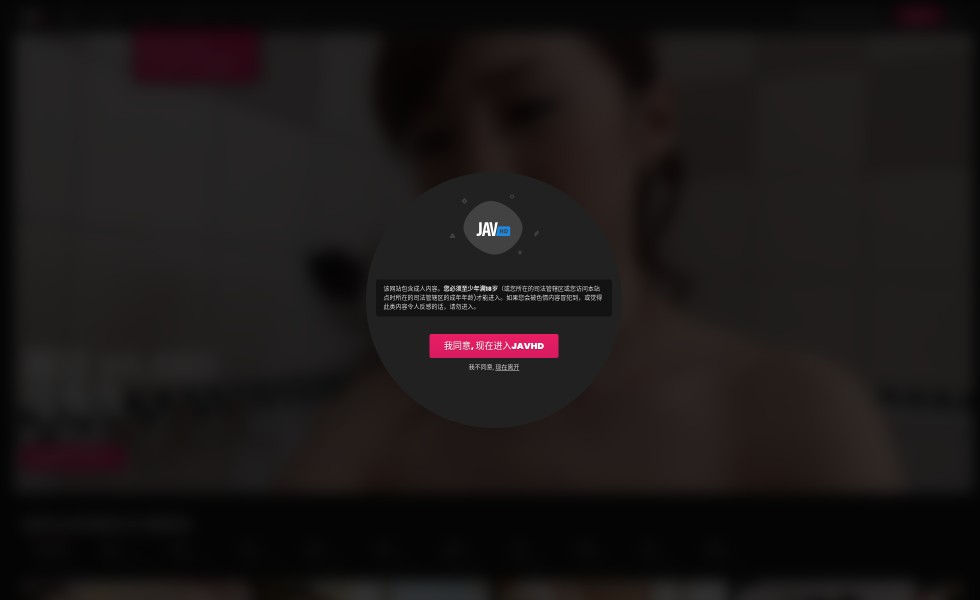 JAV HD
该网站包含成人内容。您必须至少年满18岁（或您所在的司法管辖区或您访问本站
点时所在的司法管辖区的成年年龄)才能进入。如果您会被色情内容冒犯到，或觉得
此类内容令人反感的话，请勿进入。
我同意, 现在进入JAVHD
我不同意, 现在离开